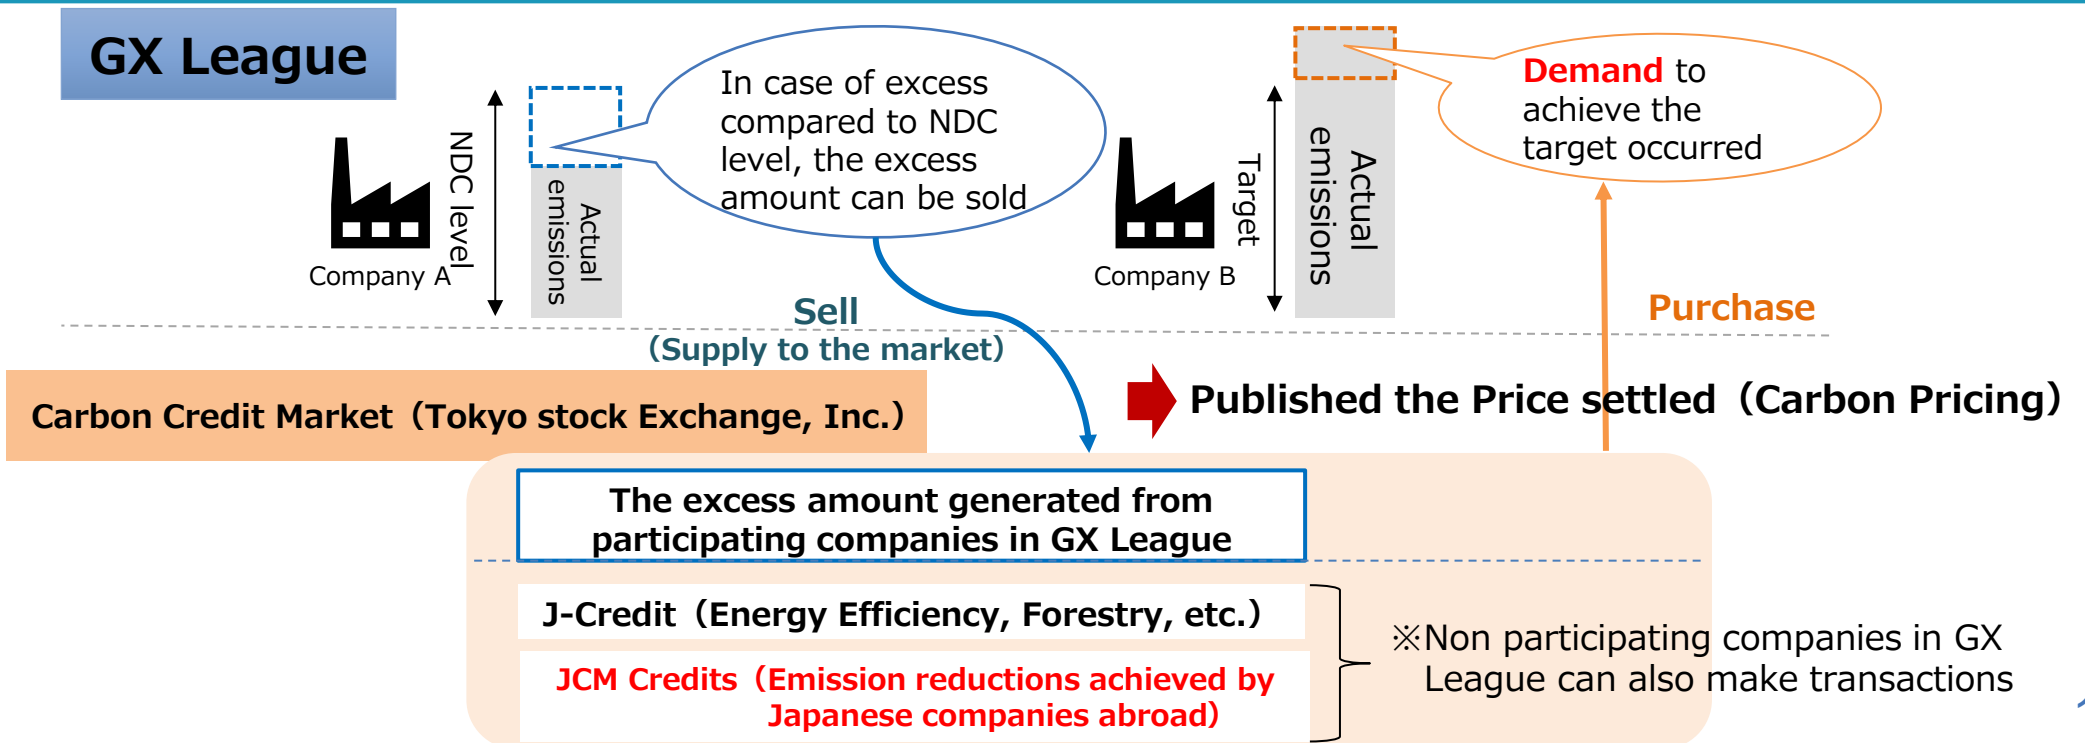 GX League
In case of excess
compared to NDC
level, the excess
amount can be sold
NDC level
Actual
emissions
Company A
Demand to
achieve the
target occurred
Target
Actual
emissions
Company B
Sell
（Supply to the market）
Purchase
Carbon Credit Market（Tokyo stock Exchange, Inc.）
Published the Price settled（Carbon Pricing）
The excess amount generated from
participating companies in GX League
J-Credit（Energy Efficiency, Forestry, etc.）
JCM Credits（Emission reductions achieved by
Japanese companies abroad）
※Non participating companies in GX
League can also make transactions